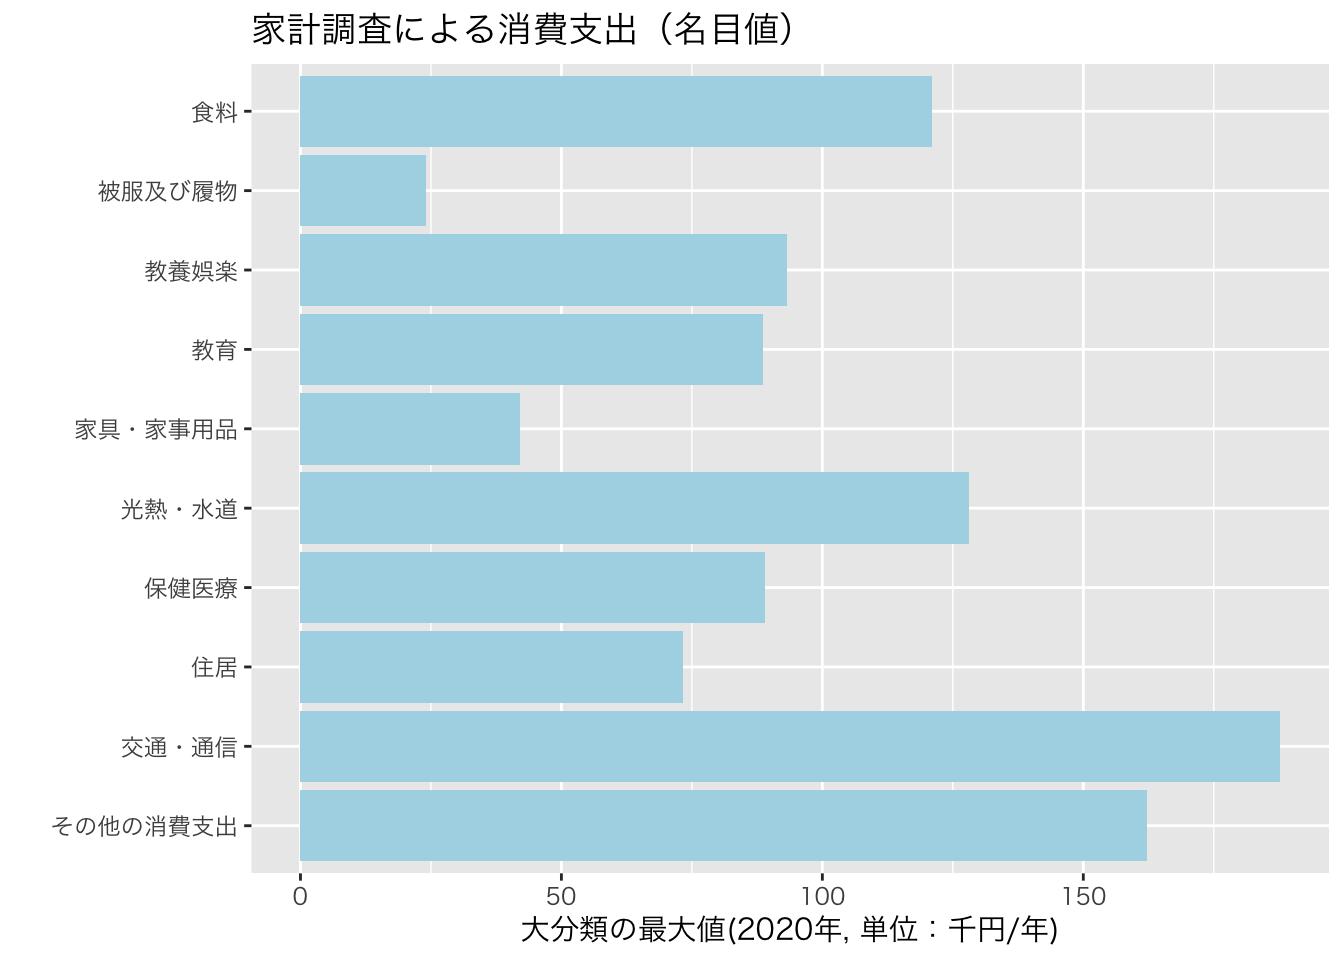 家計調査による消費支出（名目値）
食料
被服及び履物
教養娯楽
教育
家具・家事用品
光熱・水道
保健医療
住居
交通・通信
その他の消費支出
0 50 100 150
大分類の最大値(2020年, 単位：千円/年)